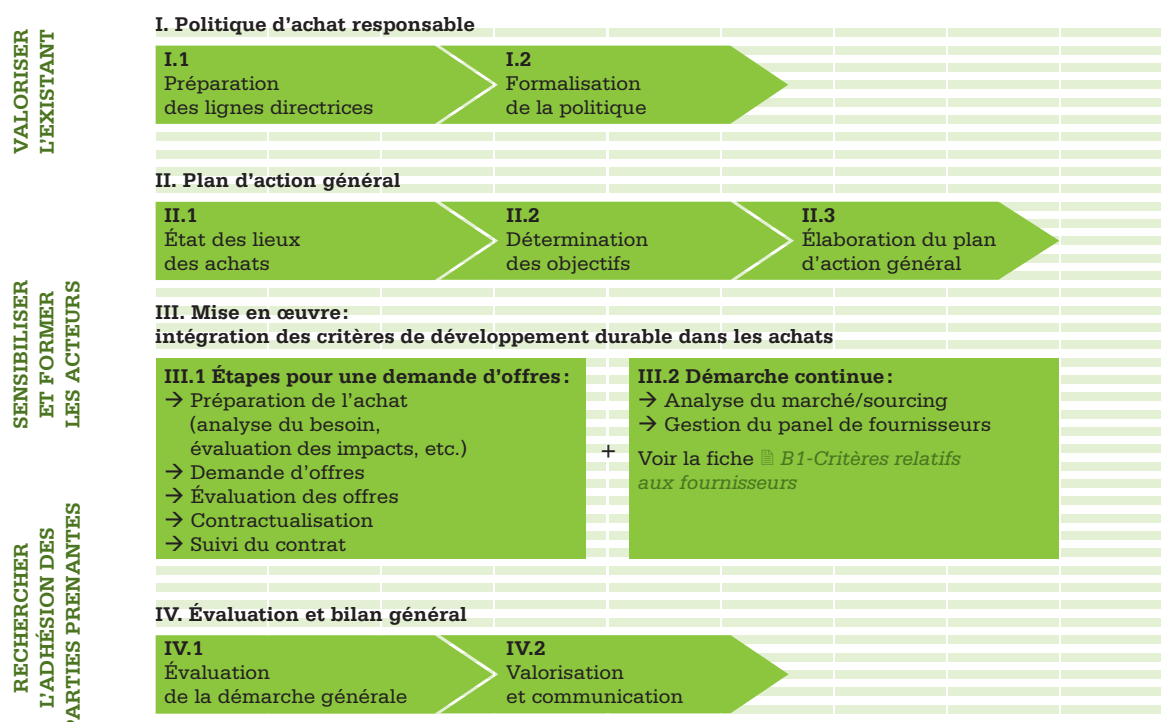 VALORISER
L'EXISTANT
I. Politique d'achat responsable
I.1
Préparation
des lignes directrices
I.2
Formalisation
de la politique
II. Plan d'action général
II.1
État des lieux
des achats
II.2
Détermination
des objectifs
II.3
Élaboration du plan
d'action général
SENSIBILISER
ET FORMER
LES ACTEURS
III. Mise en œuvre:
intégration des critères de développement durable dans les achats
III.1 Étapes pour une demande d'offres:
→ Préparation de l'achat
(analyse du besoin,
évaluation des impacts, etc.)
→ Demande d'offres
→ Évaluation des offres
→ Contractualisation
→ Suivi du contrat
+
III.2 Démarche continue:
→ Analyse du marché/sourcing
→ Gestion du panel de fournisseurs
Voir la fiche B1-Critères relatifs
aux fournisseurs
RECHERCHER
L'ADHÉSION DES
PARTIES PRENANTES
IV. Évaluation et bilan général
IV.1
Évaluation
de la démarche générale
IV.2
Valorisation
et communication